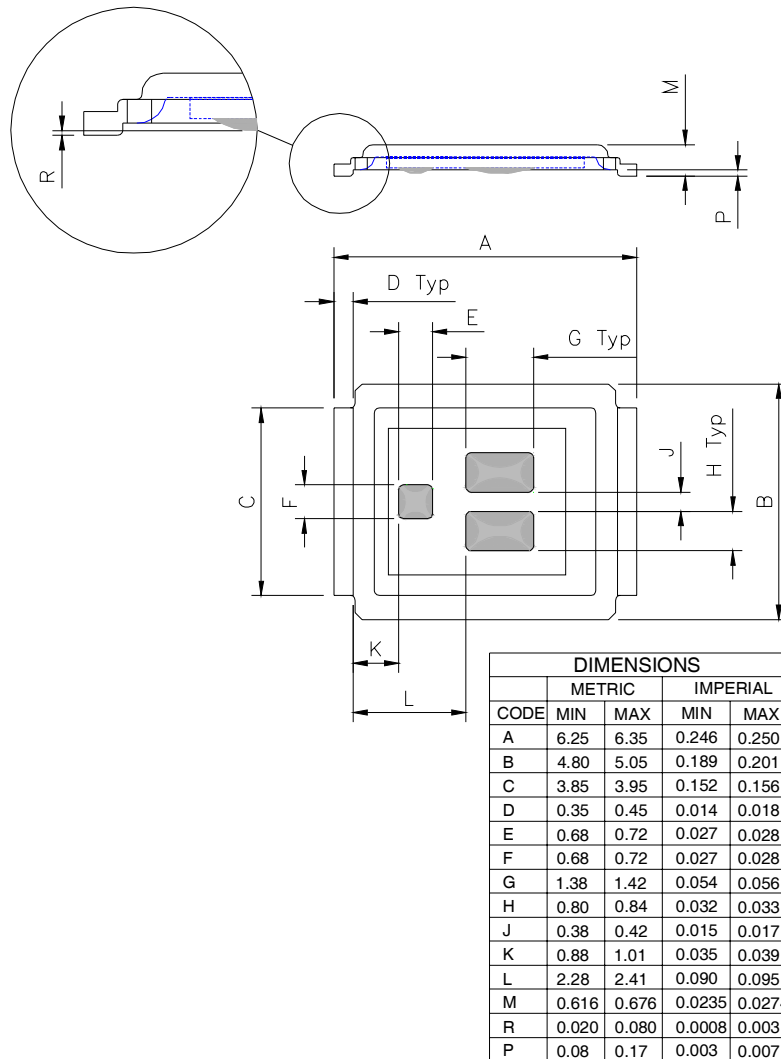 M
R
P
A
D Typ
E
G Typ
J
H Typ
C
F
B
K
L
DIMENSIONS
METRIC IMPERIAL
CODE MIN MAX MIN MAX
A 6.25 6.35 0.246 0.250
B 4.80 5.05 0.189 0.201
C 3.85 3.95 0.152 0.156
D 0.35 0.45 0.014 0.018
E 0.68 0.72 0.027 0.028
F 0.68 0.72 0.027 0.028
G 1.38 1.42 0.054 0.056
H 0.80 0.84 0.032 0.033
J 0.38 0.42 0.015 0.017
K 0.88 1.01 0.035 0.039
L 2.28 2.41 0.090 0.095
M 0.616 0.676 0.0235
R 0.020 0.080 0.0008 0.003
P 0.08 0.17 0.003 0.007